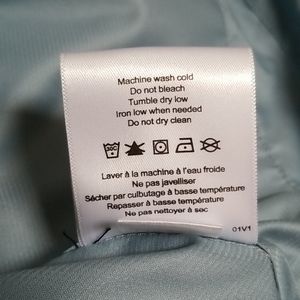 Machine wash cold
Do not bleach
Tumble dry low
Iron low when needed
Do not dry clean
Laver à la machine à l'eau froide
Ne pas javelliser
Sécher par culbutage à basse température
Repasser à basse température
Ne pas nettoyer à sec
01V1